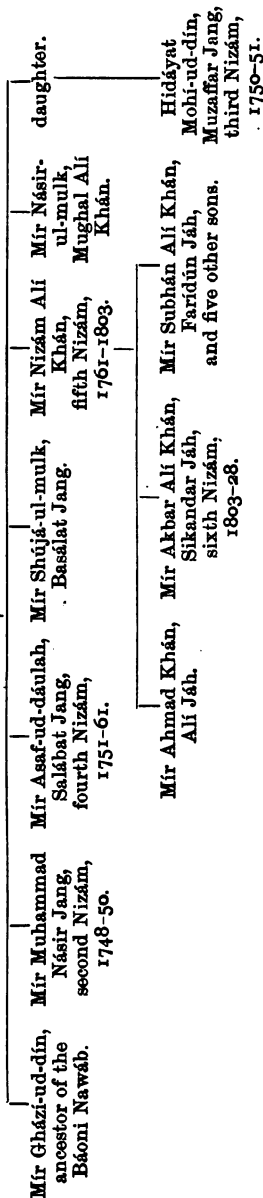 Mír Gházi-ud-dín,
ancestor of the
Báoni Nawáb.
Mír Muhammad
Násir Jang,
second Nizám,
1748-50.
Mír Asaf-ud-dáulah,
Salábat Jang,
fourth Nizám,
1751-61.
Mír Shújá-ul-mulk,
Basálat Jang.
Mír Nizám Alí
Khán,
fifth Nizám,
1761-1803.
Mír Násir-
ul-mulk,
Mughal Alí
Khán.
daughter.
Mír Ahmad Khán,
Alí Jáh.
Mír Akbar Alí Khán,
Sikandar Jáh,
sixth Nizám,
1803-28.
Mír Subhán Alí Khán,
Farídún Jáh,
and five other sons.
Hidáyat
Mohí-ud-dín,
Muzaffar Jang,
third Nizám,
1750-51.